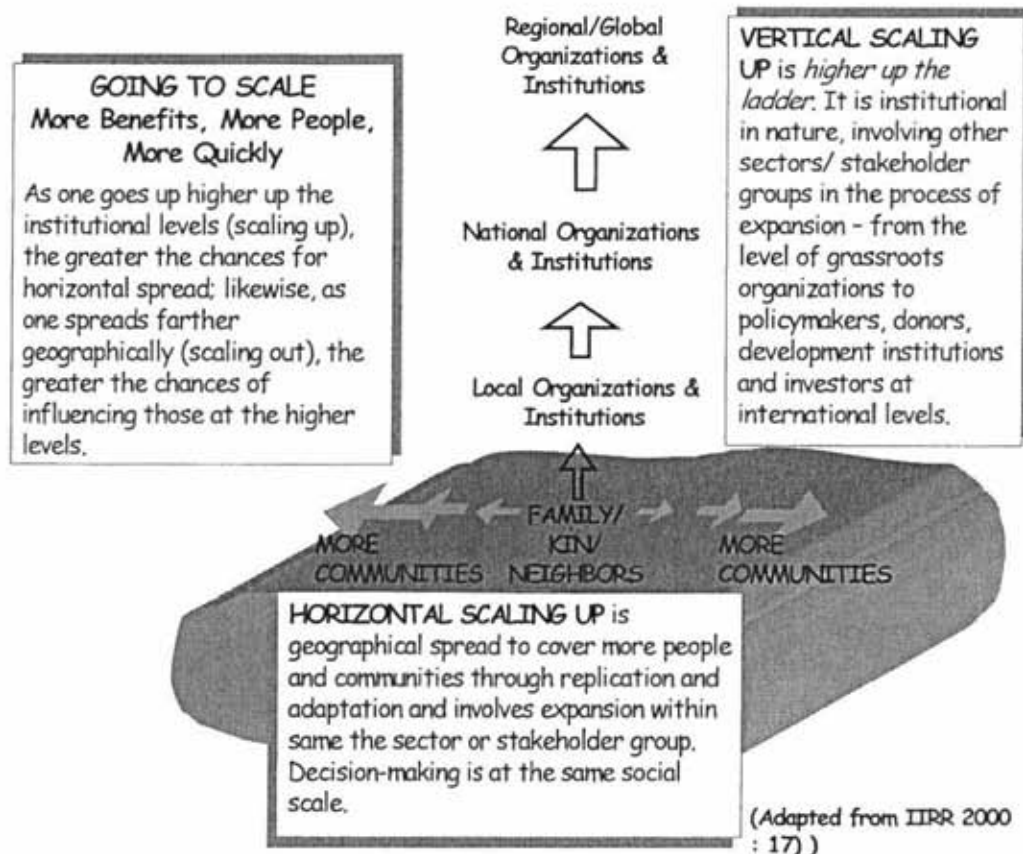 GOING TO SCALE
More Benefits, More People,
More Quickly
As one goes up higher up the
institutional levels (scaling up),
the greater the chances for
horizontal spread; likewise, as
one spreads farther
geographically (scaling out), the
greater the chances of
influencing those at the higher
levels.
Regional/Global
Organizations &
Institutions
National Organizations
& Institutions
Local Organizations &
Institutions
VERTICAL SCALING
UP is higher up the
ladder. It is institutional
in nature, involving other
sectors/ stakeholder
groups in the process of
expansion - from the
level of grassroots
organizations to
policymakers, donors,
development institutions
and investors at
international levels.
FAMILY/
KIN/
NEIGHBORS
MORE
COMMUNITIES
MORE
COMMUNITIES
HORIZONTAL SCALING UP is
geographical spread to cover more people
and communities through replication and
adaptation and involves expansion within
same the sector or stakeholder group.
Decision-making is at the same social
scale.
(Adapted from IIRR 2000
: 17) )